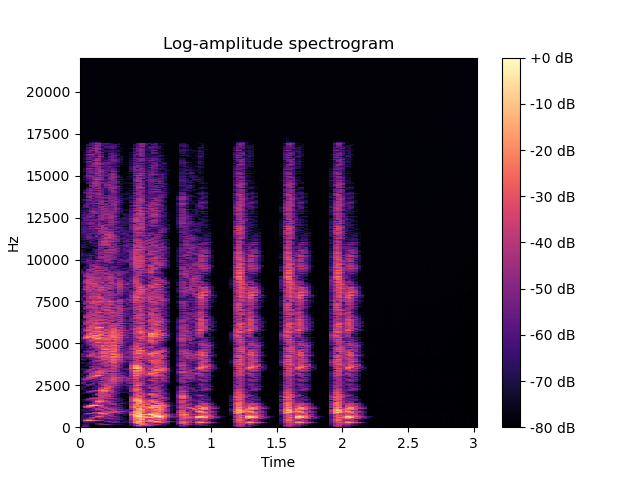 Log-amplitude spectrogram
Hz
20000
17500
15000
12500
10000
7500
5000
2500
0
0 0.5 1 1.5 2 2.5 3
Time
+0 dB
-10 dB
-20 dB
-30 dB
-40 dB
-50 dB
-60 dB
-70 dB
-80 dB